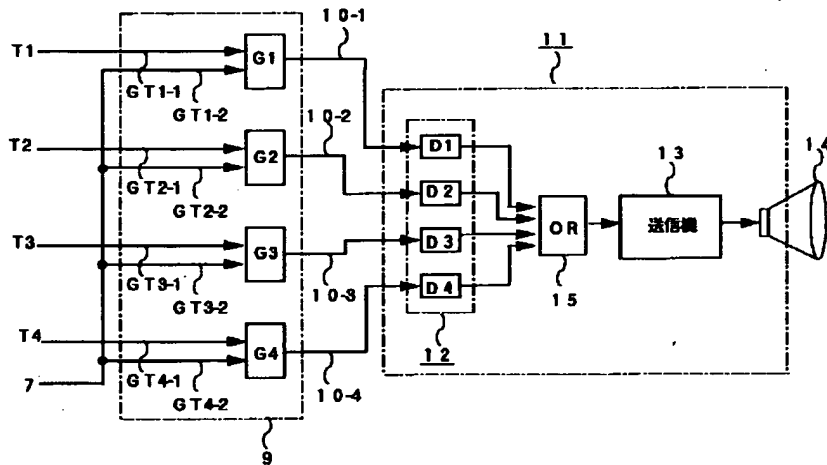 T1
GT1-1
GT1-2
G1
10-1
11
T2
GT2-1
GT2-2
G2
10-2
T3
GT3-1
GT3-2
G3
10-3
T4
GT4-1
GT4-2
G4
10-4
7
9
D1
D2
D3
D4
12
OR
15
13
送信機
14